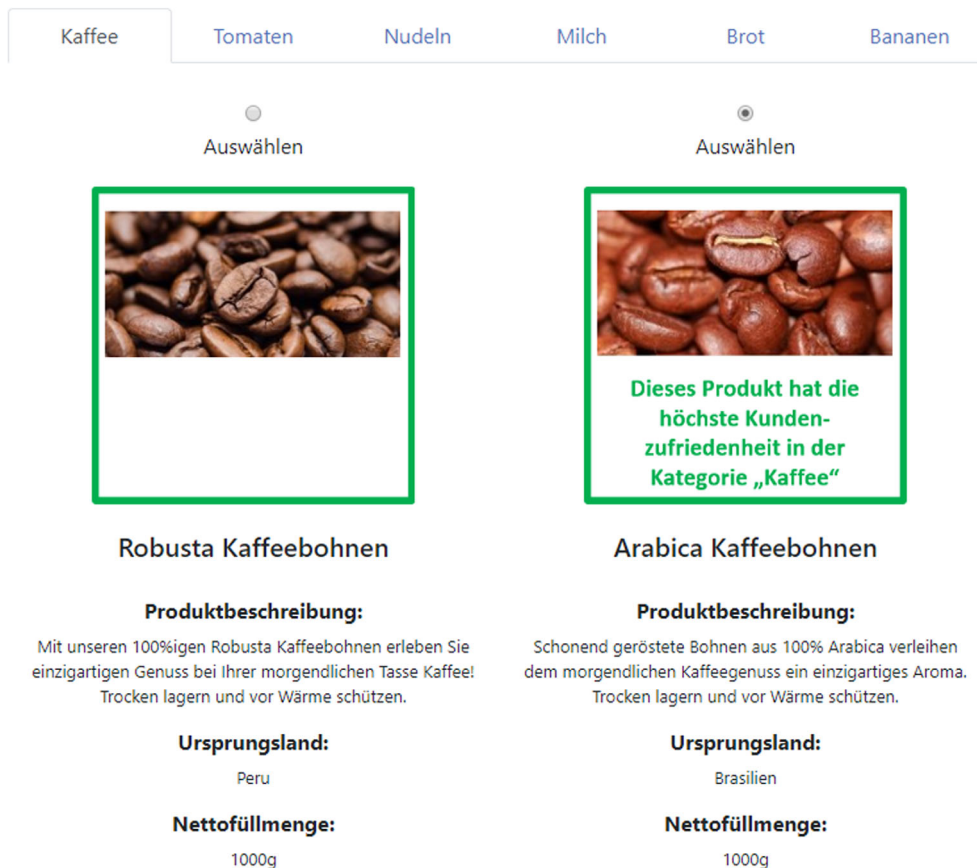 Kaffee Tomaten Nudeln Milch Brot Bananen
Auswählen
Robusta Kaffeebohnen
Produktbeschreibung:
Mit unseren 100%igen Robusta Kaffeebohnen erleben Sie
einzigartigen Genuss bei Ihrer morgendlichen Tasse Kaffee!
Trocken lagern und vor Wärme schützen.
Ursprungsland:
Peru
Nettofüllmenge:
1000g
Auswählen
Dieses Produkt hat die
höchste Kunden-
zufriedenheit in der
Kategorie „Kaffee“
Arabica Kaffeebohnen
Produktbeschreibung:
Schonend geröstete Bohnen aus 100% Arabica verleihen
dem morgendlichen Kaffeegenuss ein einzigartiges Aroma.
Trocken lagern und vor Wärme schützen.
Ursprungsland:
Brasilien
Nettofüllmenge:
1000g